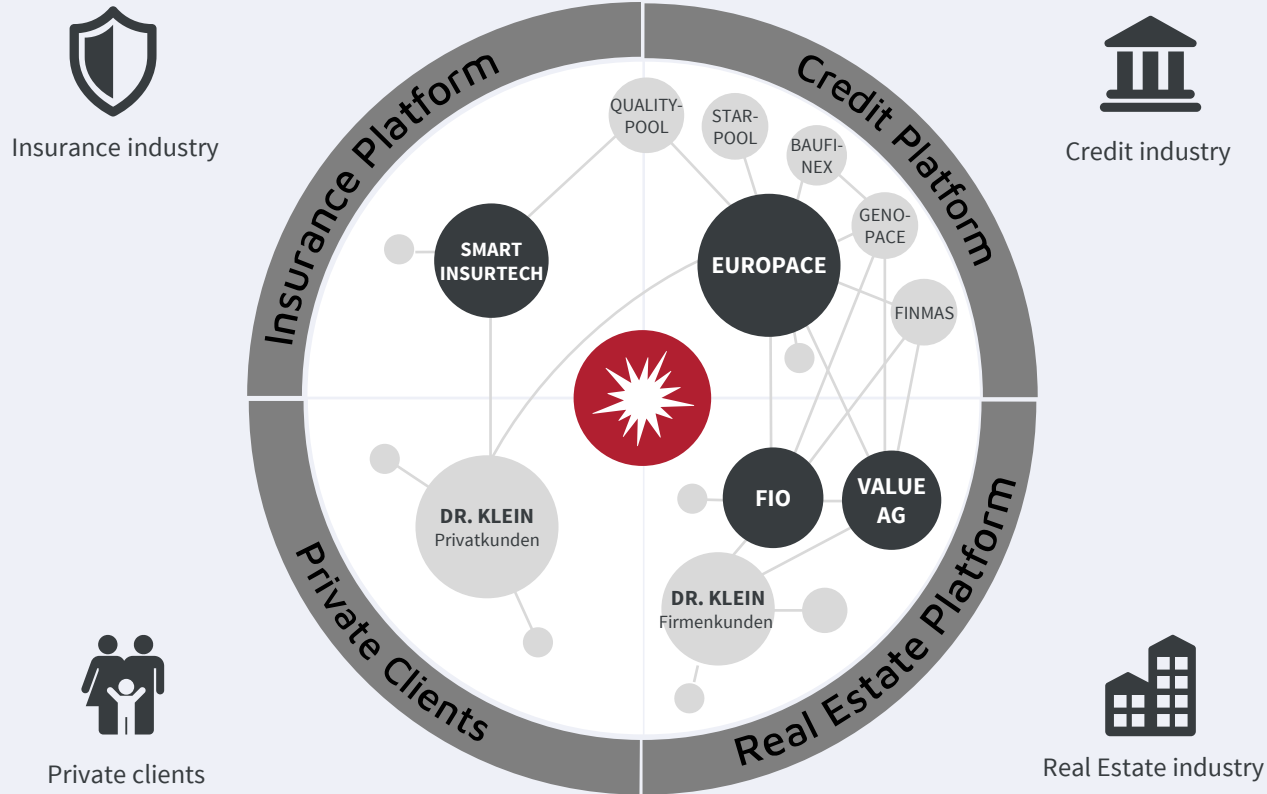 Insurance industry
Credit industry
Insurance Platform
Credit Platform
QUALITY-
POOL
STAR-
POOL
BAUFI-
NEX
GENO-
PACE
SMART
INSURTECH
EUROPACE
FINMAS
FIO
VALUE
AG
DR. KLEIN
Privatkunden
DR. KLEIN
Firmenkunden
Private Clients
Real Estate Platform
Private clients
Real Estate industry